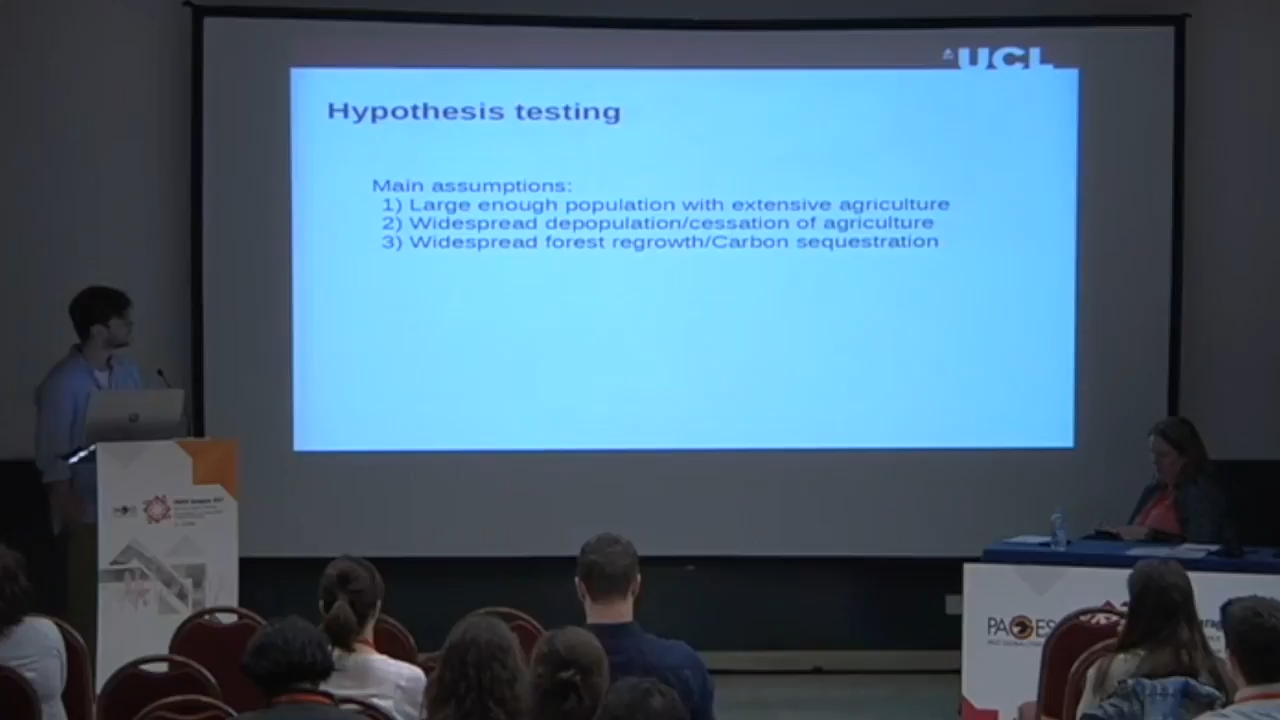 UCL
Hypothesis testing
Main assumptions:
1) Large enough population with extensive agriculture
2) Widespread depopulation/cessation of agriculture
3) Widespread forest regrowth/Carbon sequestration
PAGES